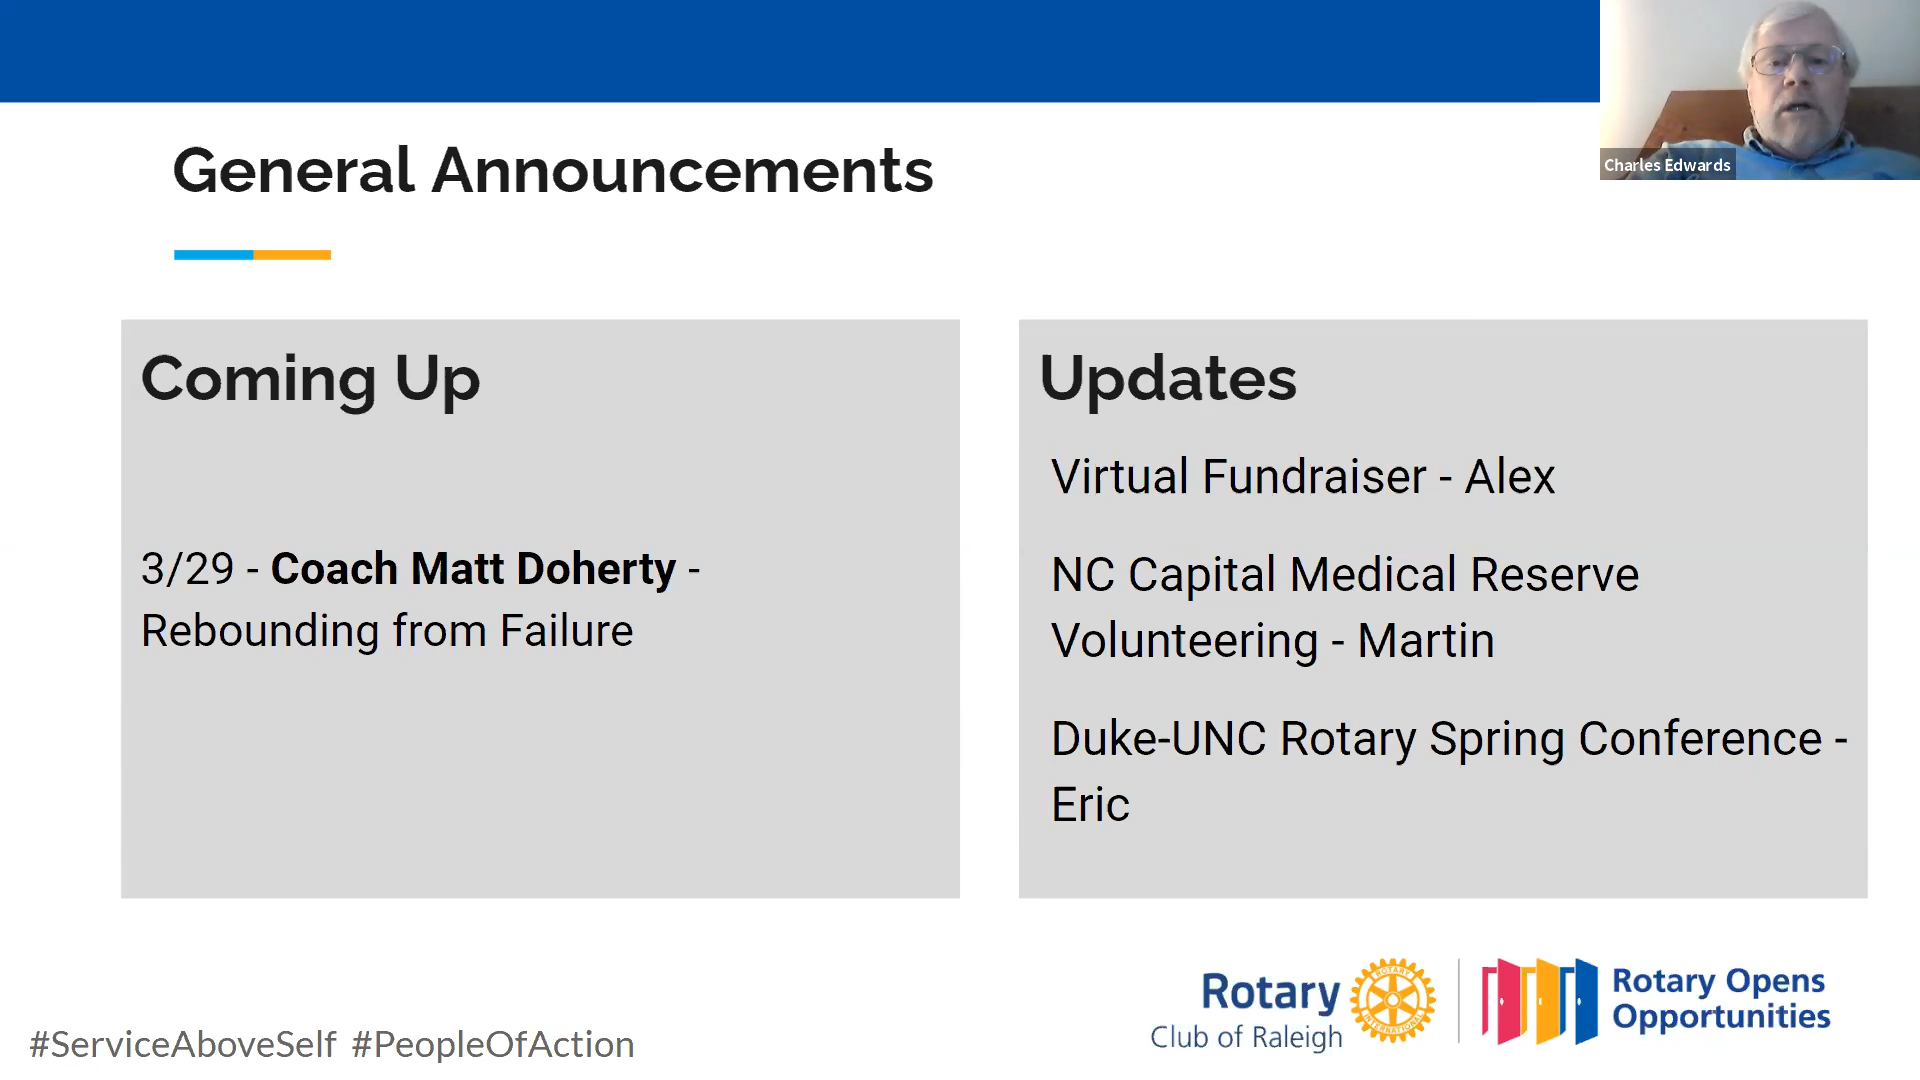 General Announcements
Charles Edwards
Coming Up
3/29 - Coach Matt Doherty -
Rebounding from Failure
Updates
Virtual Fundraiser - Alex
NC Capital Medical Reserve
Volunteering - Martin
Duke-UNC Rotary Spring Conference -
Eric
#ServiceAboveSelf #PeopleOfAction
Rotary
Club of Raleigh
ROTARY
INTERNATIONAL
Rotary Opens
Opportunities